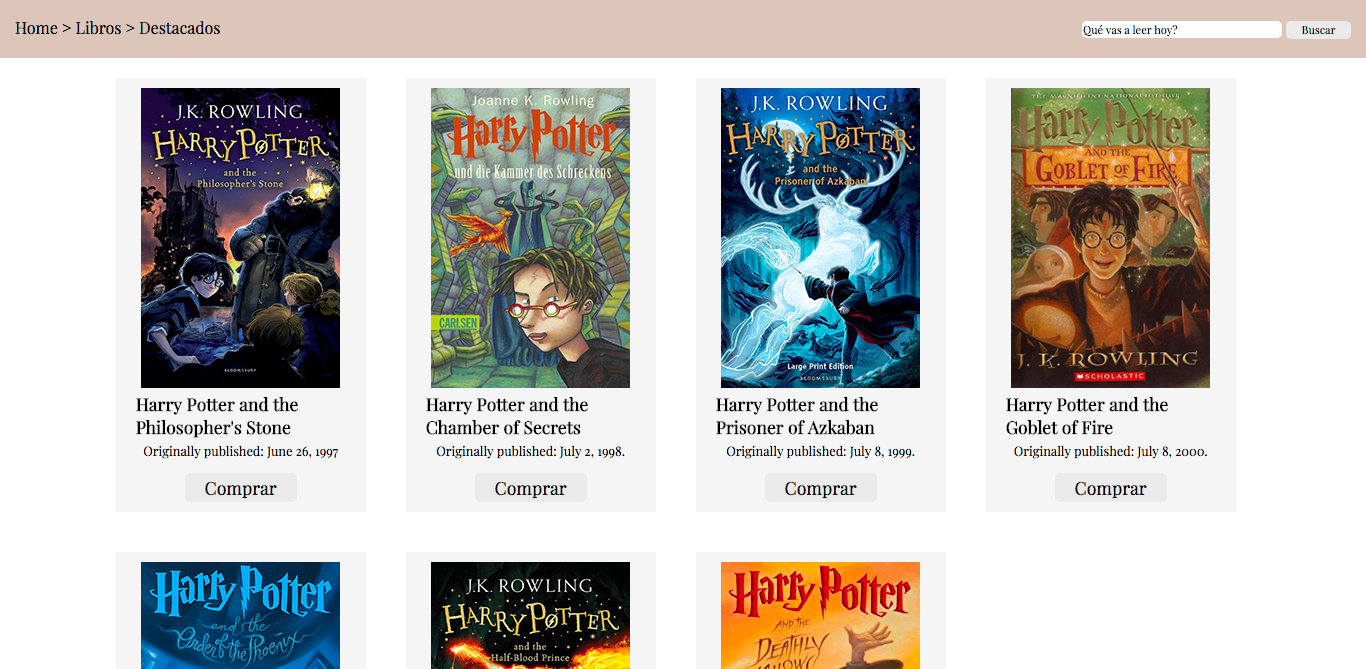 Home > Libros > Destacados
Qué vas a leer hoy?
Buscar
J.K. ROWLING
HARRY POTTER
and the
Philosopher's Stone
BLOOMSBURY
Harry Potter and the
Philosopher's Stone
Originally published: June 26, 1997
Comprar
Joanne K. Rowling
Harry Potter
und die Kammer des Schreckens
CARLSEN
Harry Potter and the
Chamber of Secrets
Originally published: July 2, 1998.
Comprar
J.K. ROWLING
HARRY POTTER
and the
Prisoner of Azkaban
Large Print Edition
BLOOMSBURY
Harry Potter and the
Prisoner of Azkaban
Originally published: July 8, 1999.
Comprar
THE MAGNIFICENT NATIONAL BESTSELLER
Harry Potter
AND THE
GOBLET OF FIRE
J. K. ROWLING
SCHOLASTIC
Harry Potter and the
Goblet of Fire
Originally published: July 8, 2000.
Comprar
Harry Potter
and the
Order of the Phoenix
J.K. ROWLING
HARRY POTTER
and the
Half-Blood Prince
Harry Potter
AND THE
DEATHLY